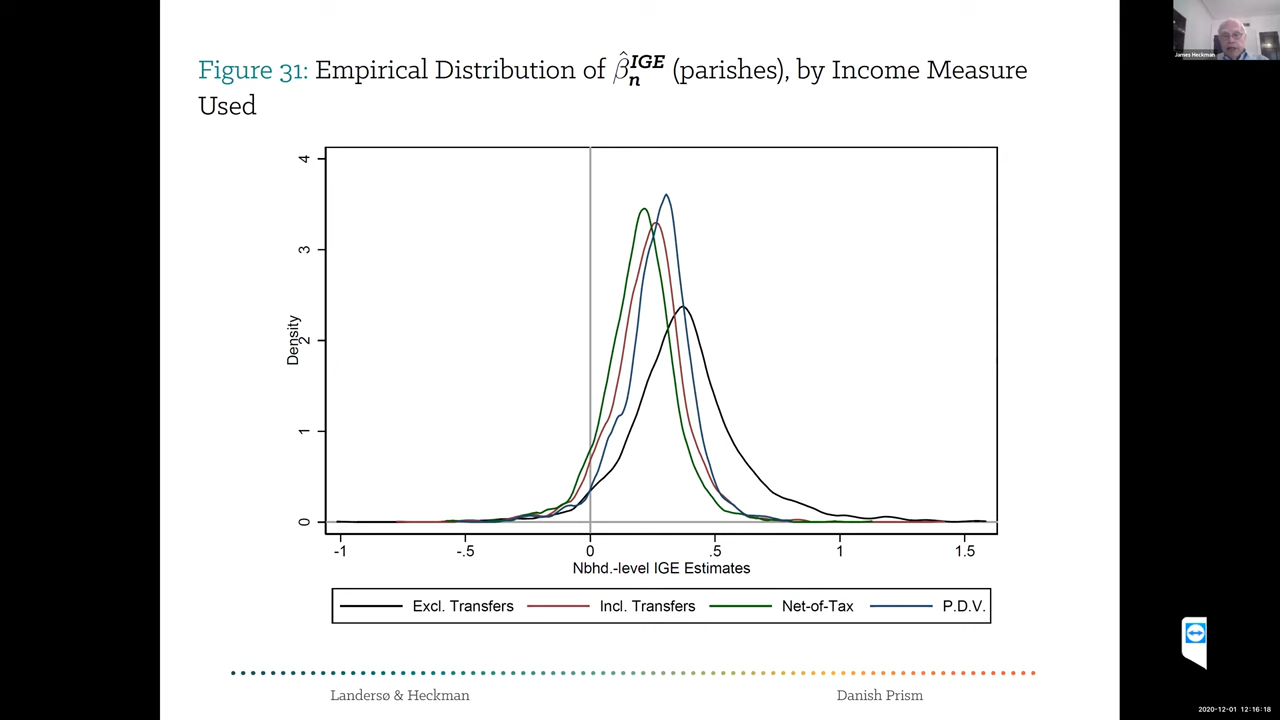 Figure 31: Empirical Distribution of β̂ₙᴵᴳᴱ (parishes), by Income Measure
Used
James Heckman
4
3
2
1
0
Density
-1 -.5 0 .5 1 1.5
Nbhd.-level IGE Estimates
Excl. Transfers Incl. Transfers Net-of-Tax P.D.V.
Landersø & Heckman Danish Prism
2020-12-01 12:16:18